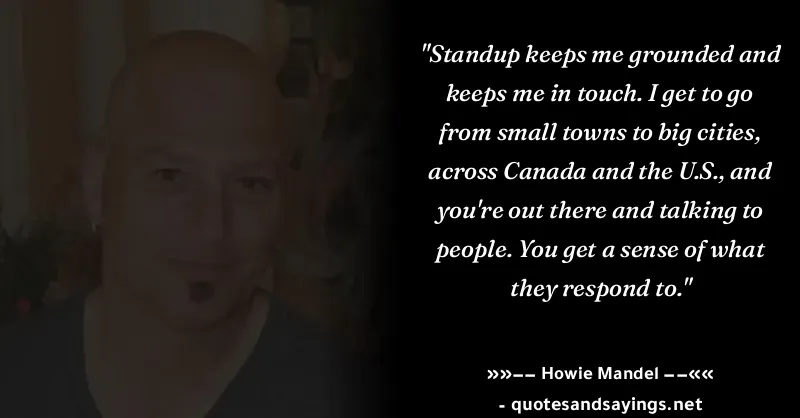 "Standup keeps me grounded and
keeps me in touch. I get to go
from small towns to big cities,
across Canada and the U.S., and
you're out there and talking to
people. You get a sense of what
they respond to."
»»–– Howie Mandel ––««
- quotesandsayings.net